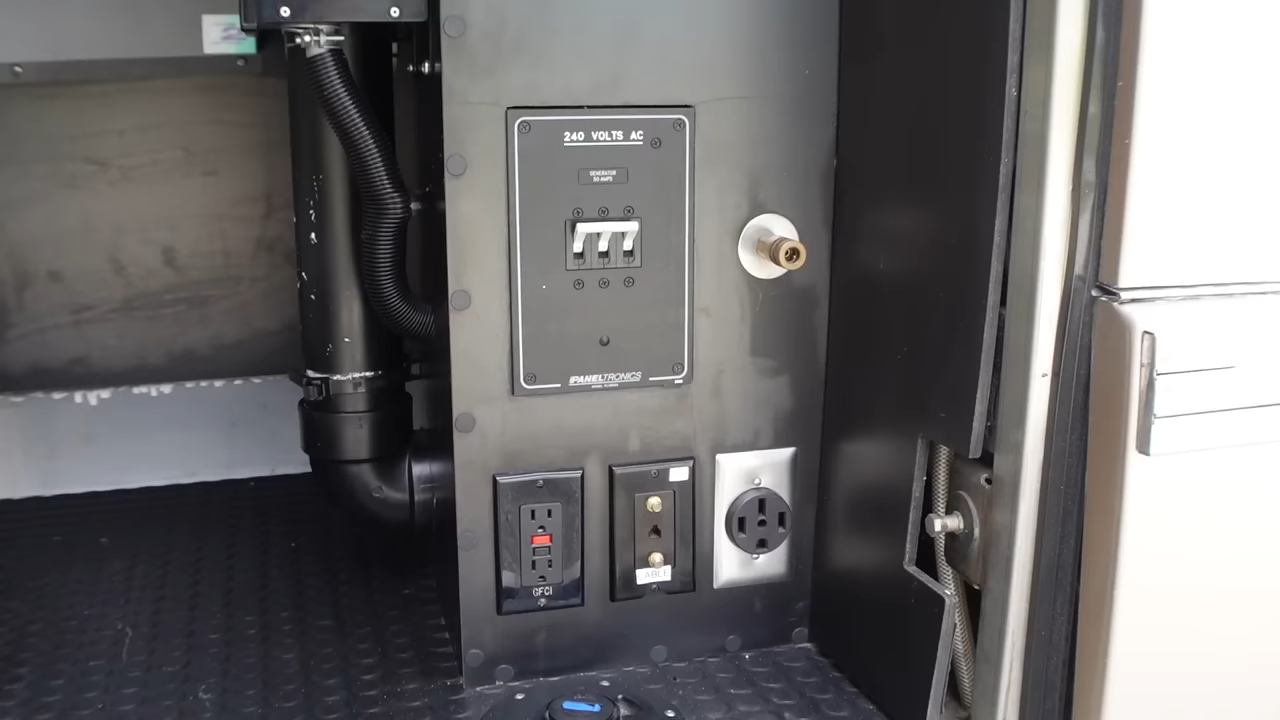 240 VOLTS AC
GENERATOR
50 AMPS
PANELTRONICS
GFCI
CABLE